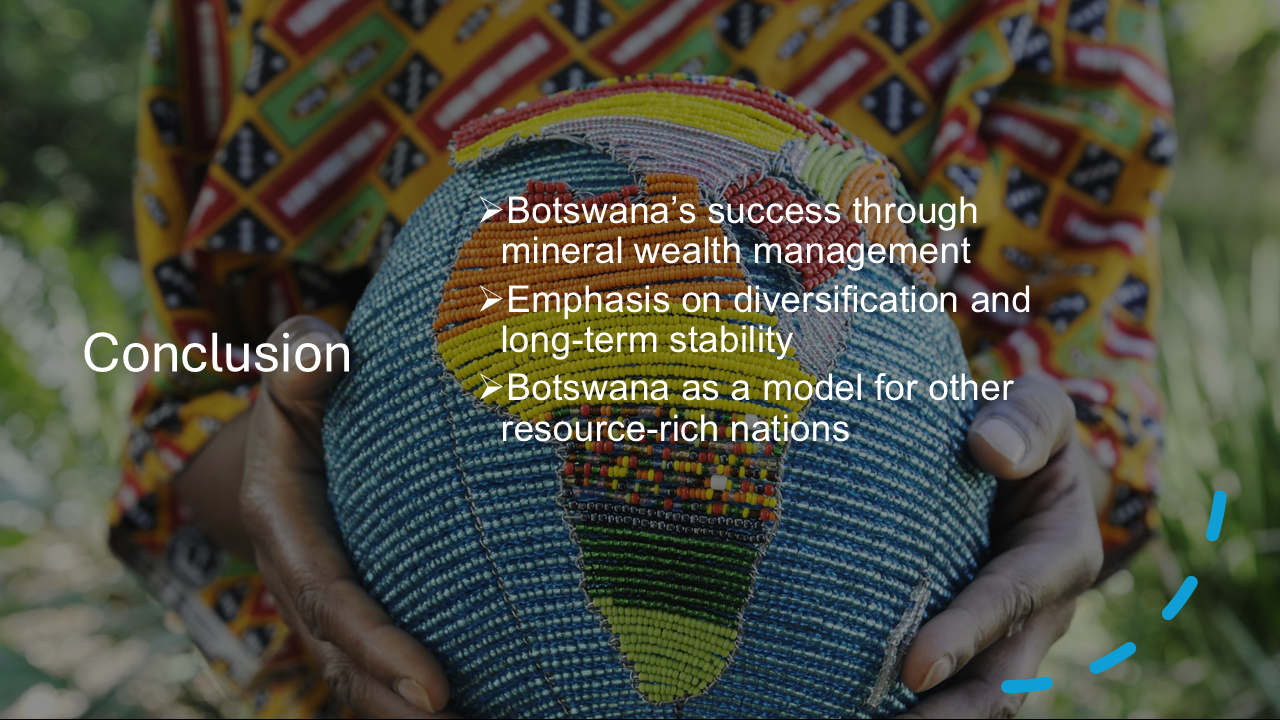 Conclusion
➢Botswana’s success through
mineral wealth management
➢Emphasis on diversification and
long-term stability
➢Botswana as a model for other
resource-rich nations